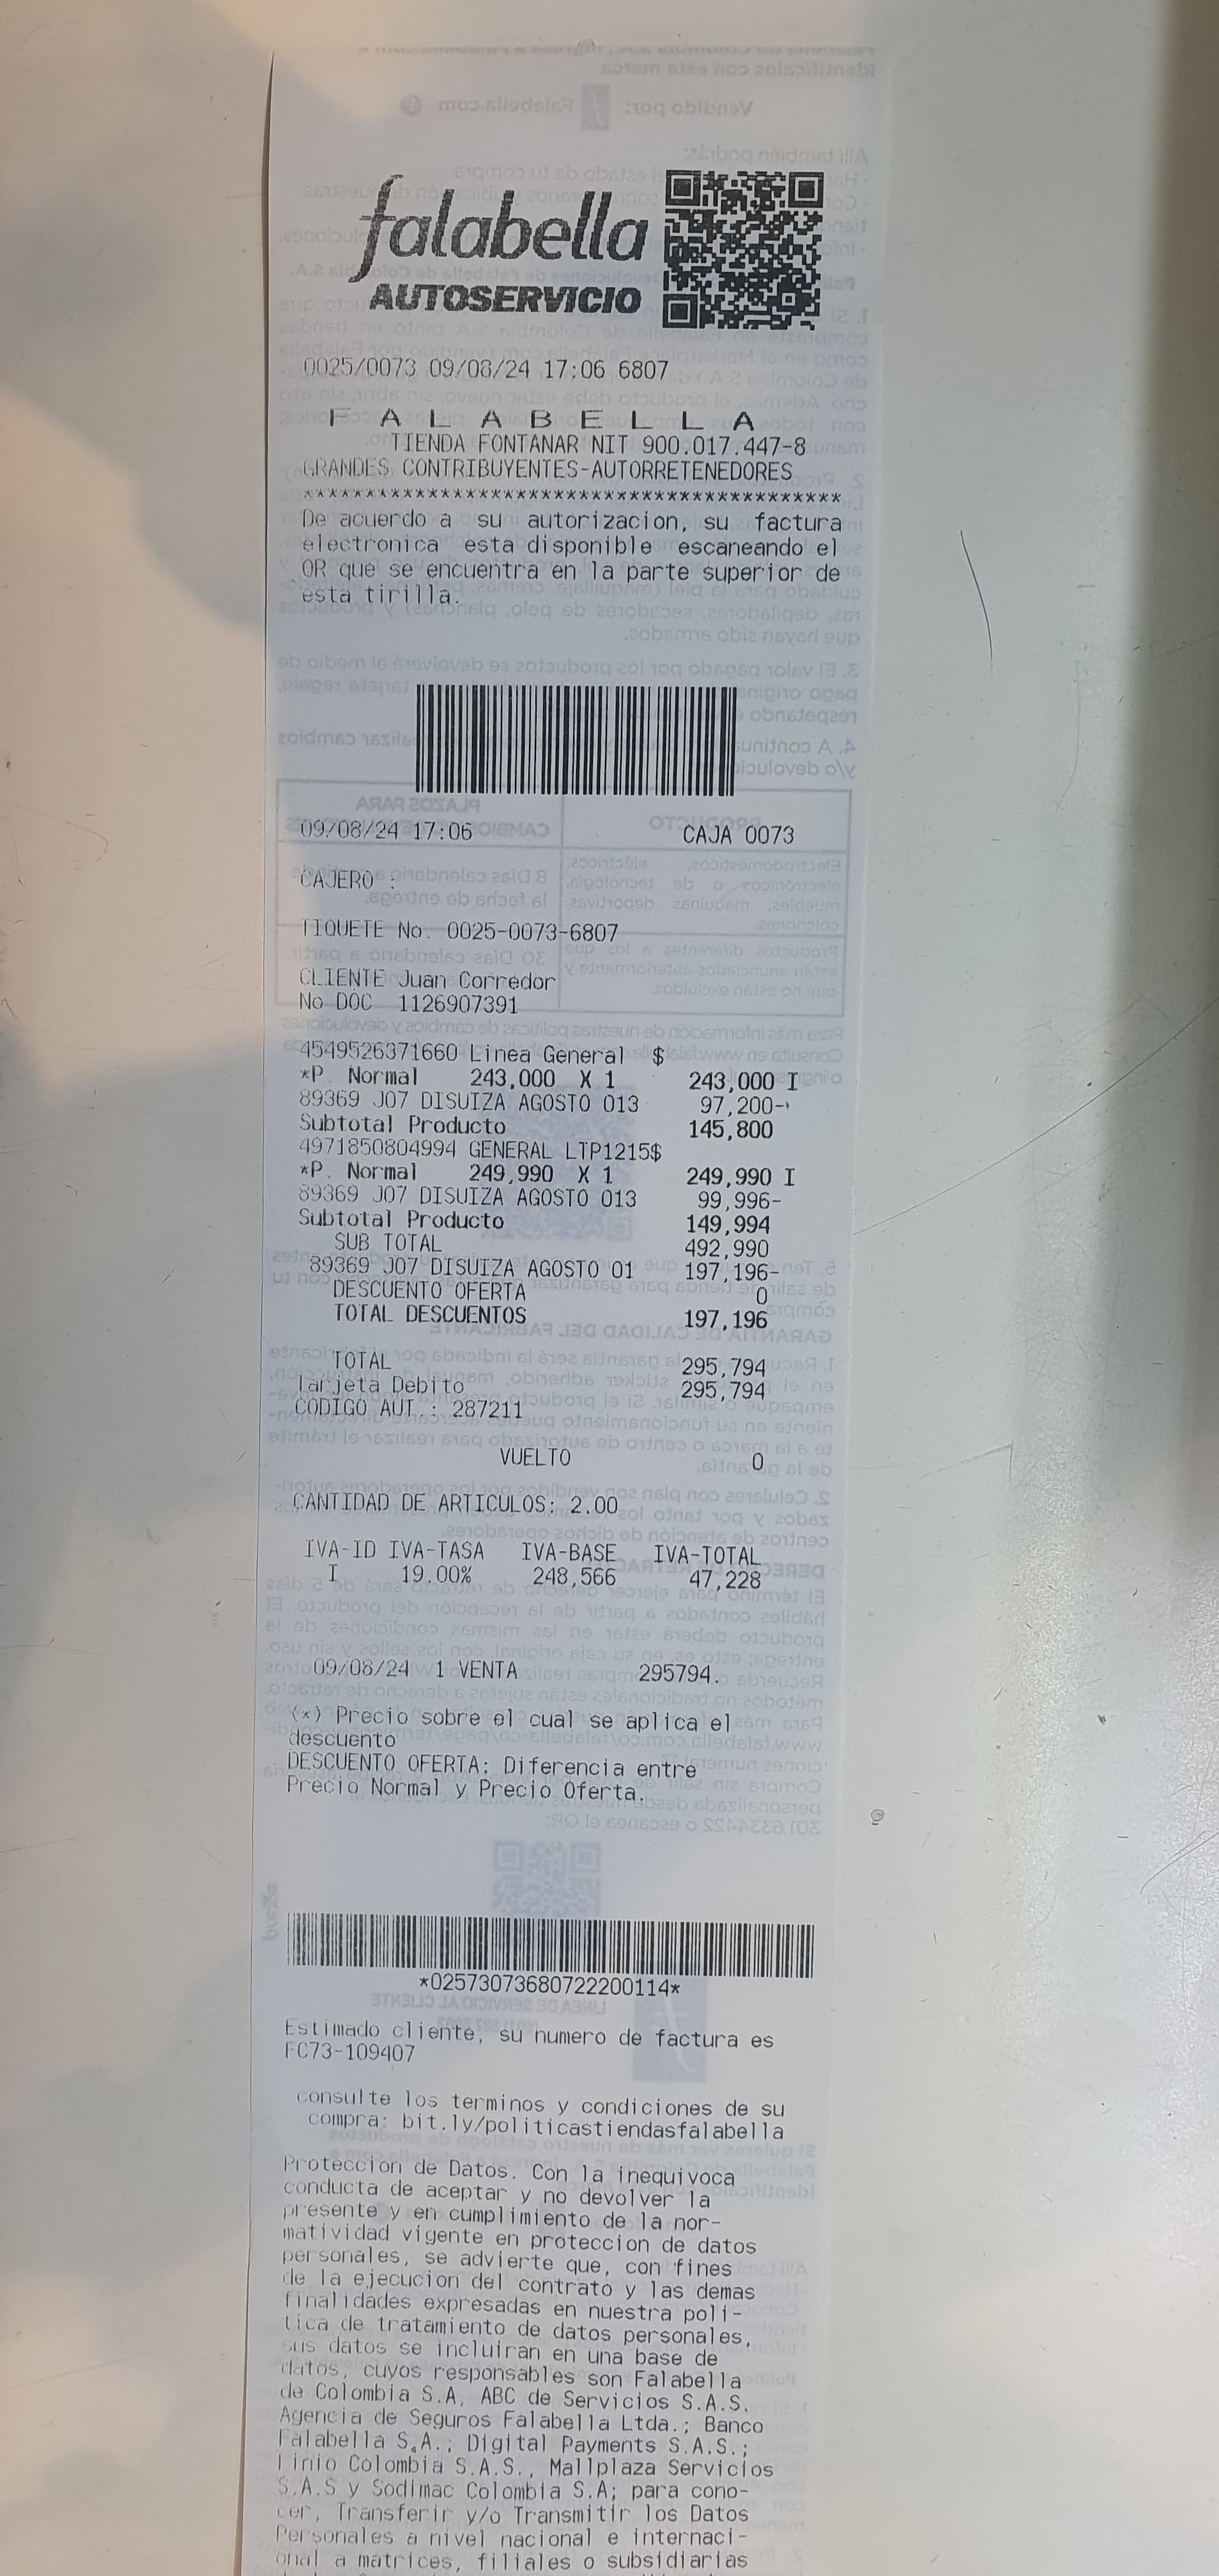 falabella
AUTOSERVICIO
0025/0073 09/08/24 17:06 6807
F A L A B E L L A
TIENDA FONTANAR NIT 900.017.447-8
GRANDES CONTRIBUYENTES-AUTORRETENEDORES
*****************************************
De acuerdo a su autorizacion, su factura
electronica esta disponible escaneando el
QR que se encuentra en la parte superior de
esta tirilla.
09/08/24 17:06 CAJA 0073
CAJERO :
TIQUETE No. 0025-0073-6807
CLIENTE Juan Corredor
No DOC 1126907391
4549526371660 Linea General $
*P. Normal 243,000 X 1 243,000 I
89369 J07 DISUIZA AGOSTO 013 97,200-
Subtotal Producto 145,800
4971850804994 GENERAL LTP1215$
*P. Normal 249,990 X 1 249,990 I
89369 J07 DISUIZA AGOSTO 013 99,996-
Subtotal Producto 149,994
SUB TOTAL 492,990
89369 J07 DISUIZA AGOSTO 01 197,196-
DESCUENTO OFERTA 0
TOTAL DESCUENTOS 197,196
TOTAL 295,794
Tarjeta Debito 295,794
CODIGO AUT.: 287211
VUELTO 0
CANTIDAD DE ARTICULOS: 2.00
IVA-ID IVA-TASA IVA-BASE IVA-TOTAL
I 19.00% 248,566 47,228
09/08/24 1 VENTA 295794.
(*) Precio sobre el cual se aplica el
descuento
DESCUENTO OFERTA: Diferencia entre
Precio Normal y Precio Oferta.
*02573073680722200114*
Estimado cliente, su numero de factura es
FC73-109407
consulte los terminos y condiciones de su
compra: bit.ly/politicastiendasfalabella
Proteccion de Datos. Con la inequivoca
conducta de aceptar y no devolver la
presente y en cumplimiento de la nor-
matividad vigente en proteccion de datos
personales, se advierte que, con fines
de la ejecucion del contrato y las demas
finalidades expresadas en nuestra poli-
tica de tratamiento de datos personales,
sus datos se incluiran en una base de
datos, cuyos responsables son Falabella
de Colombia S.A, ABC de Servicios S.A.S.
Agencia de Seguros Falabella Ltda.; Banco
Falabella S.A.; Digital Payments S.A.S.;
Linio Colombia S.A.S., Mallplaza Servicios
S.A.S y Sodimac Colombia S.A; para cono-
cer, Transferir y/o Transmitir los Datos
Personales a nivel nacional e internaci-
onal a matrices, filiales o subsidiarias